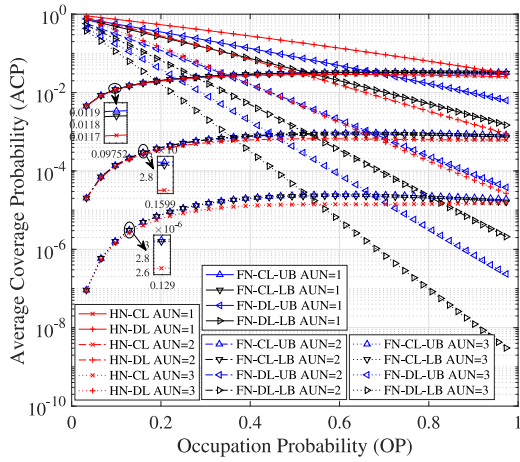 10^0
10^-2
10^-4
10^-6
10^-8
10^-10
Average Coverage Probability (ACP)
0.0119
0.0118
0.0117
0.09752
2.8
0.1599
×10^-6
3
2.8
2.6
0.129
HN-CL AUN=1
HN-DL AUN=1
HN-CL AUN=2
HN-DL AUN=2
HN-CL AUN=3
HN-DL AUN=3
FN-CL-UB AUN=1
FN-CL-LB AUN=1
FN-DL-UB AUN=1
FN-DL-LB AUN=1
FN-CL-UB AUN=2
FN-CL-LB AUN=2
FN-DL-UB AUN=2
FN-DL-LB AUN=2
FN-CL-UB AUN=3
FN-CL-LB AUN=3
FN-DL-UB AUN=3
FN-DL-LB AUN=3
0 0.2 0.4 0.6 0.8 1
Occupation Probability (OP)